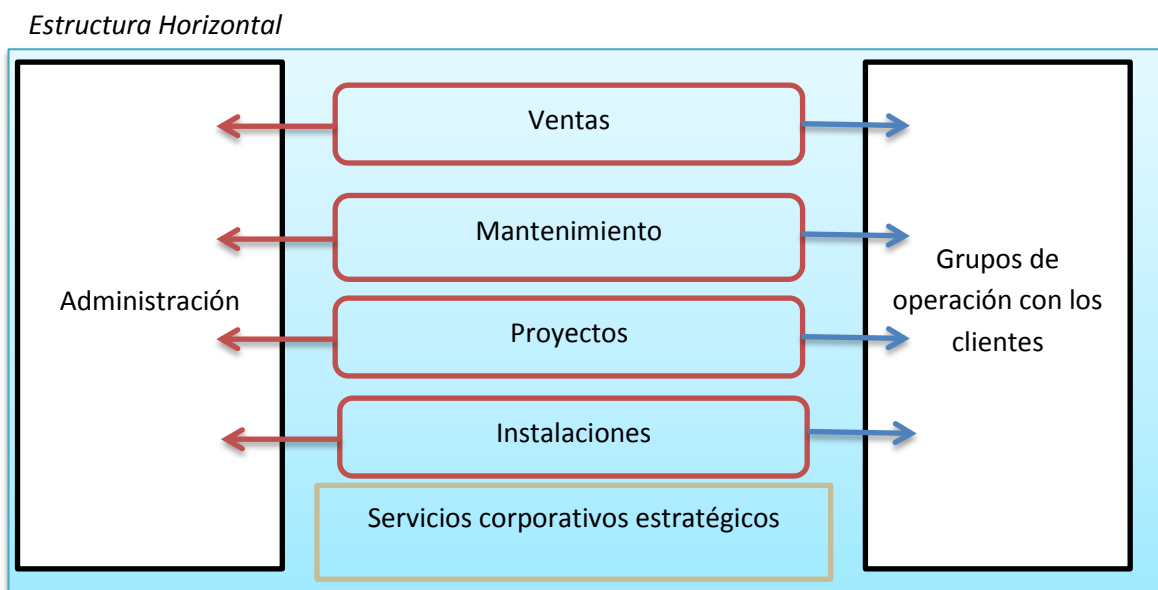 Estructura Horizontal
Ventas
Mantenimiento
Administración
Proyectos
Instalaciones
Servicios corporativos estratégicos
Grupos de
operación con los
clientes